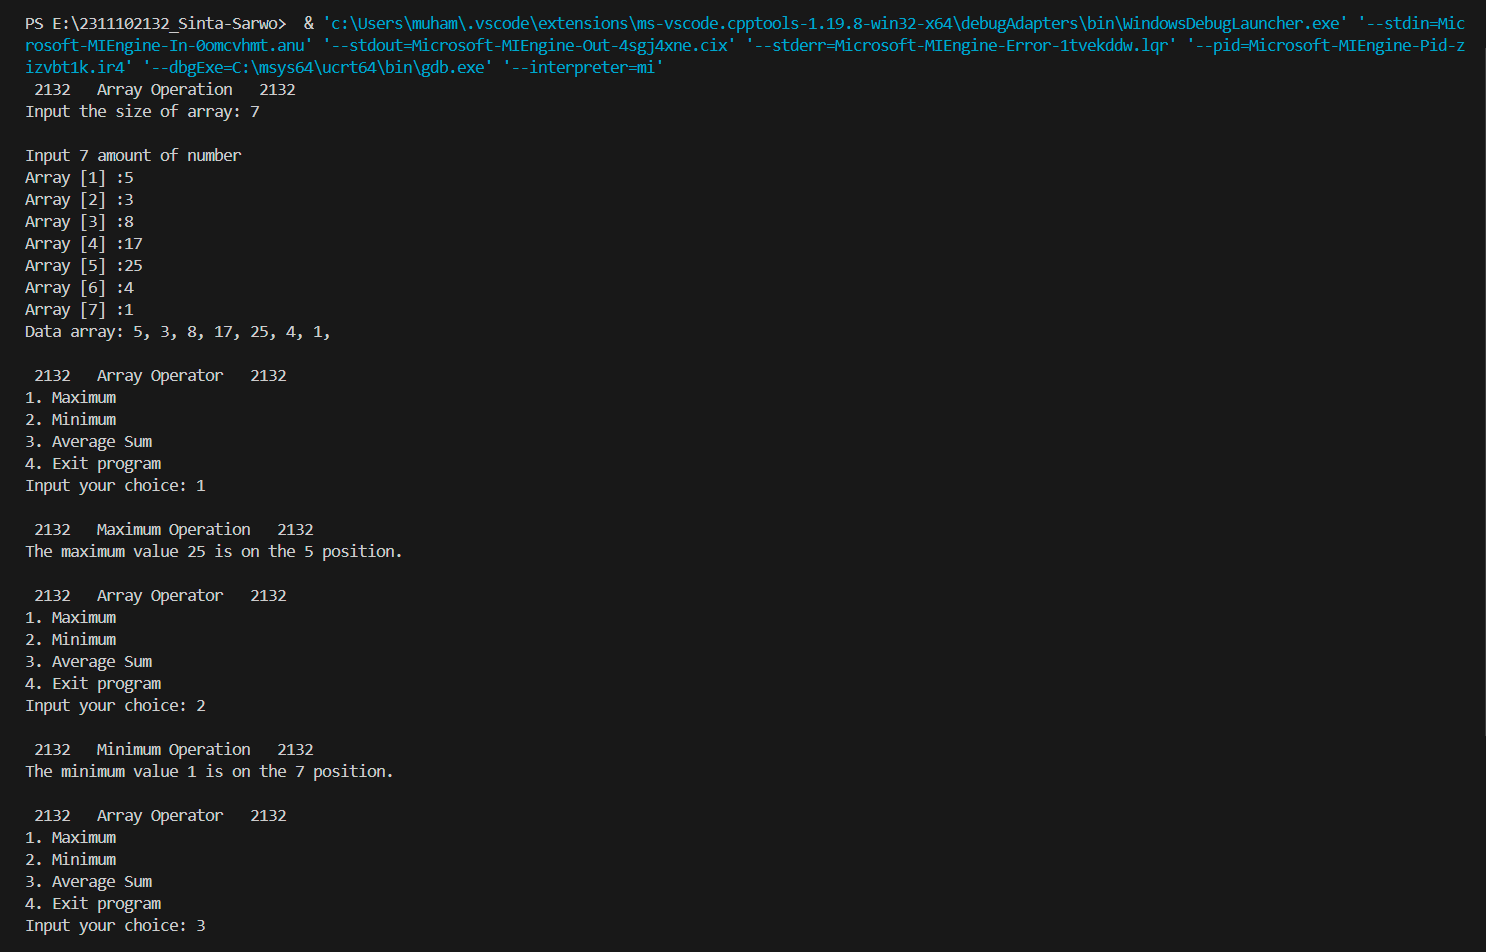 PS E:\2311102132_Sinta-Sarwo>  & 'c:\Users\muham\.vscode\extensions\ms-vscode.cpptools-1.19.8-win32-x64\debugAdapters\bin\WindowsDebugLauncher.exe' '--stdin=Mic
rosoft-MIEngine-In-0omcvhmt.anu' '--stdout=Microsoft-MIEngine-Out-4sgj4xne.cix' '--stderr=Microsoft-MIEngine-Error-1tvekddw.lqr' '--pid=Microsoft-MIEngine-Pid-z
izvbt1k.ir4' '--dbgExe=C:\msys64\ucrt64\bin\gdb.exe' '--interpreter=mi'
 2132   Array Operation   2132
Input the size of array: 7

Input 7 amount of number
Array [1] :5
Array [2] :3
Array [3] :8
Array [4] :17
Array [5] :25
Array [6] :4
Array [7] :1
Data array: 5, 3, 8, 17, 25, 4, 1,

 2132   Array Operator   2132
1. Maximum
2. Minimum
3. Average Sum
4. Exit program
Input your choice: 1

 2132   Maximum Operation   2132
The maximum value 25 is on the 5 position.

 2132   Array Operator   2132
1. Maximum
2. Minimum
3. Average Sum
4. Exit program
Input your choice: 2

 2132   Minimum Operation   2132
The minimum value 1 is on the 7 position.

 2132   Array Operator   2132
1. Maximum
2. Minimum
3. Average Sum
4. Exit program
Input your choice: 3